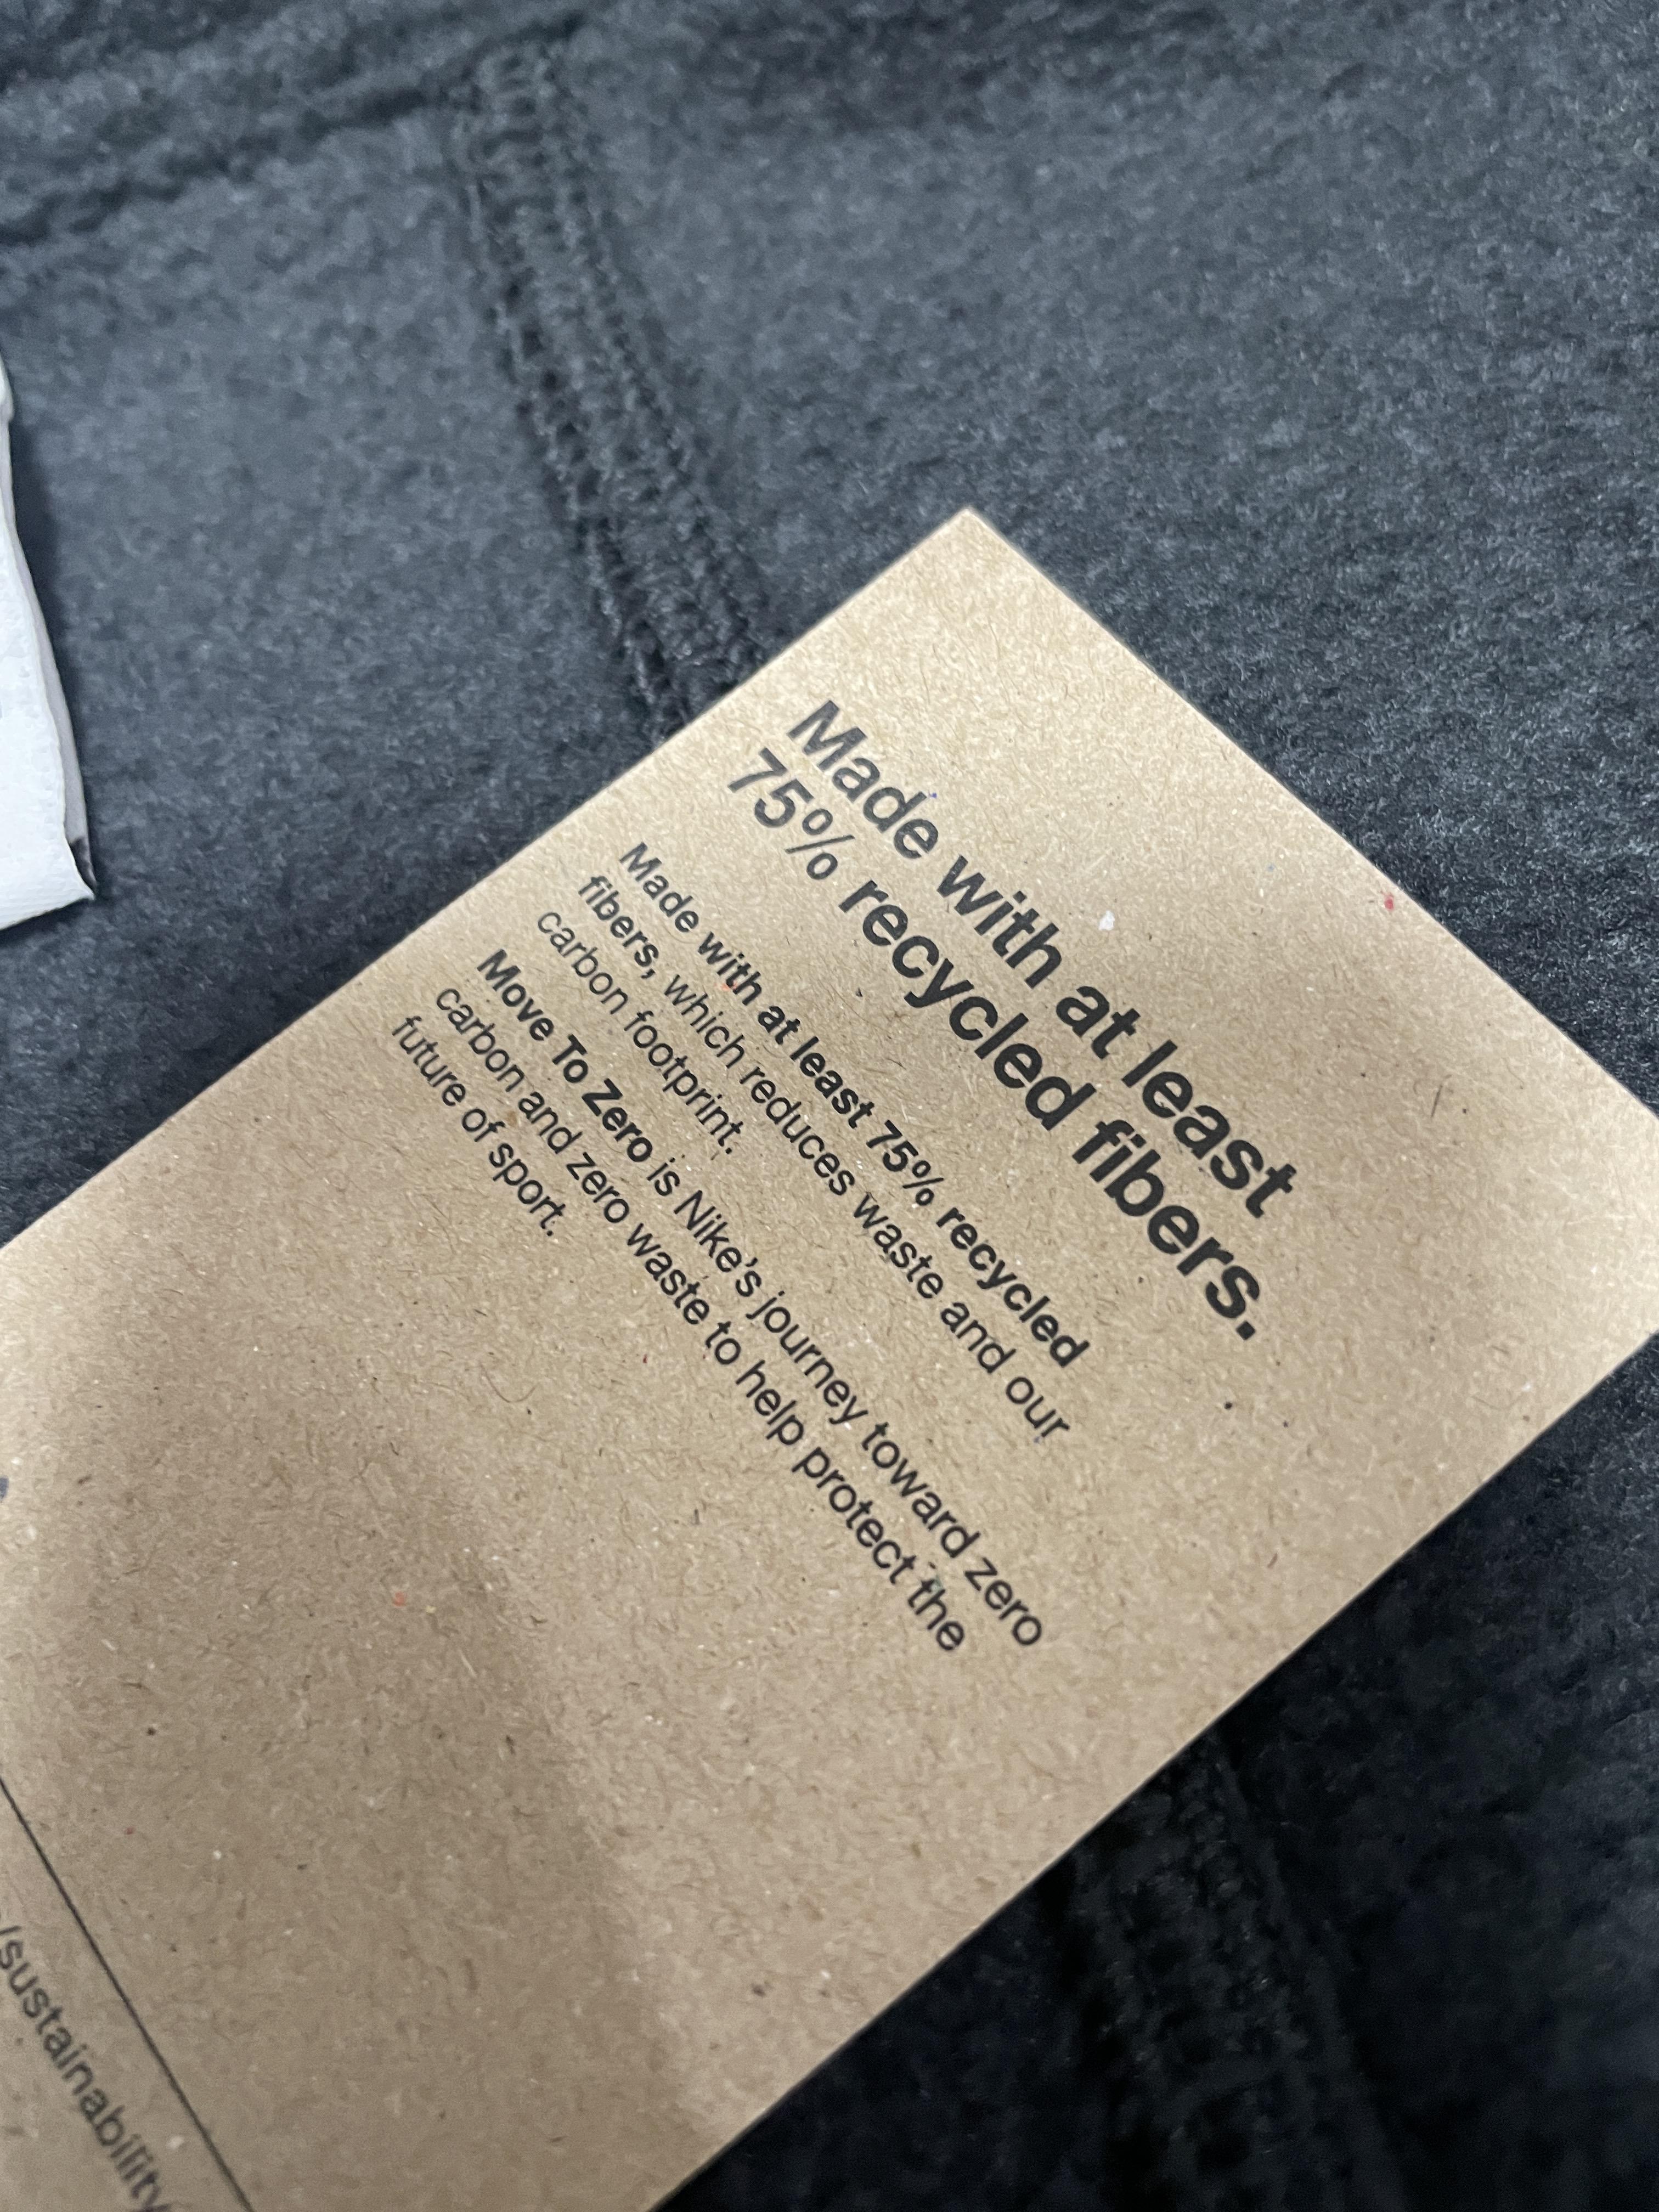 Made with at least
75% recycled fibers.
Made with at least 75% recycled
fibers, which reduces waste and our
carbon footprint.
Move To Zero is Nike's journey toward zero
carbon and zero waste to help protect the
future of sport.
/sustainability